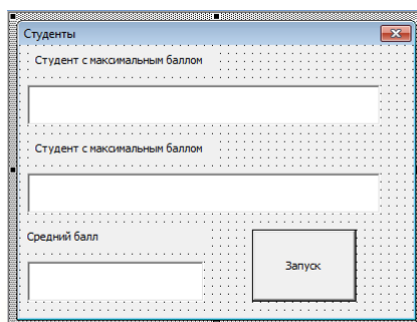 Студенты
Студент с максимальным баллом
Студент с максимальным баллом
Средний балл
Запуск